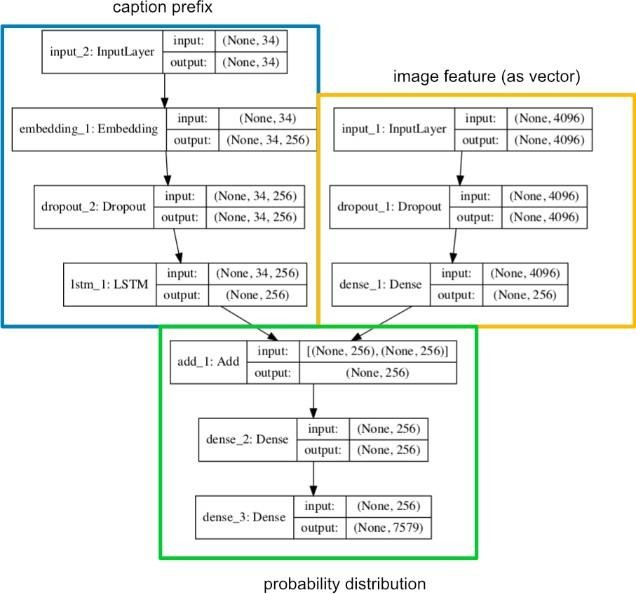 caption prefix
input_2: InputLayer input: (None, 34)
output: (None, 34)
embedding_1: Embedding input: (None, 34)
output: (None, 34, 256)
dropout_2: Dropout input: (None, 34, 256)
output: (None, 34, 256)
lstm_1: LSTM input: (None, 34, 256)
output: (None, 256)
image feature (as vector)
input_1: InputLayer input: (None, 4096)
output: (None, 4096)
dropout_1: Dropout input: (None, 4096)
output: (None, 4096)
dense_1: Dense input: (None, 4096)
output: (None, 256)
add_1: Add input: [(None, 256), (None, 256)]
output: (None, 256)
dense_2: Dense input: (None, 256)
output: (None, 256)
dense_3: Dense input: (None, 256)
output: (None, 7579)
probability distribution